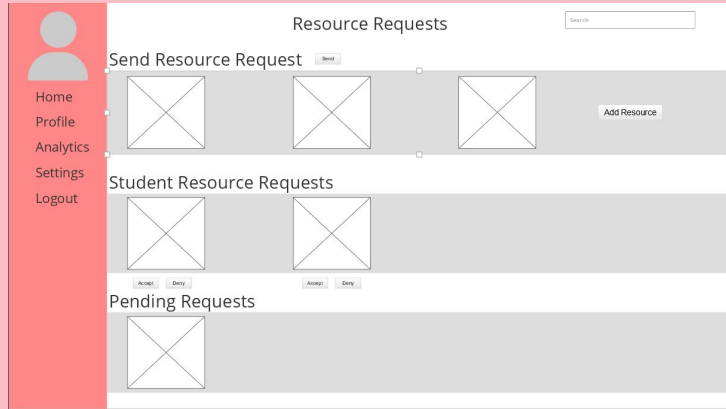 Resource Requests
Search
Send Resource Request
Send
Home
Profile
Analytics
Settings
Logout
Add Resource
Student Resource Requests
Accept Deny Accept Deny
Pending Requests